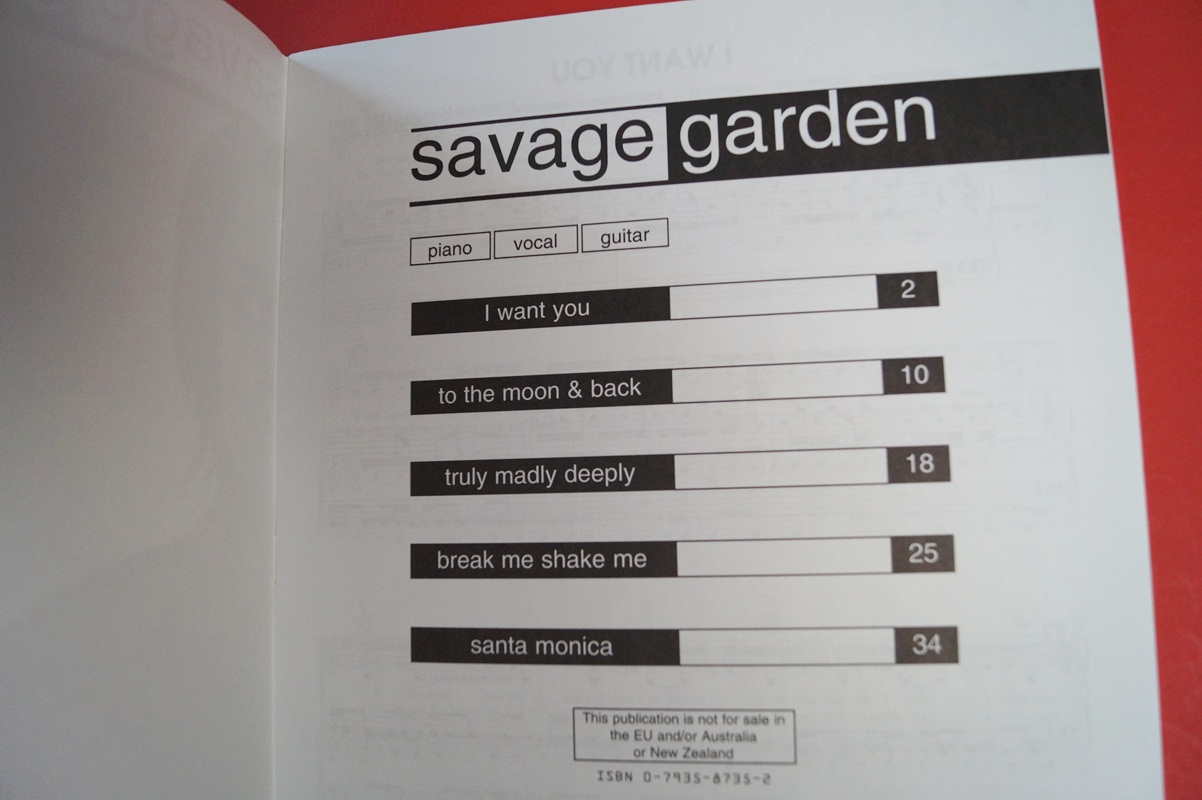 I WANT YOU
savage garden
piano vocal guitar
I want you 2
to the moon & back 10
truly madly deeply 18
break me shake me 25
santa monica 34
This publication is not for sale in
the EU and/or Australia
or New Zealand
ISBN 0-7935-8735-2